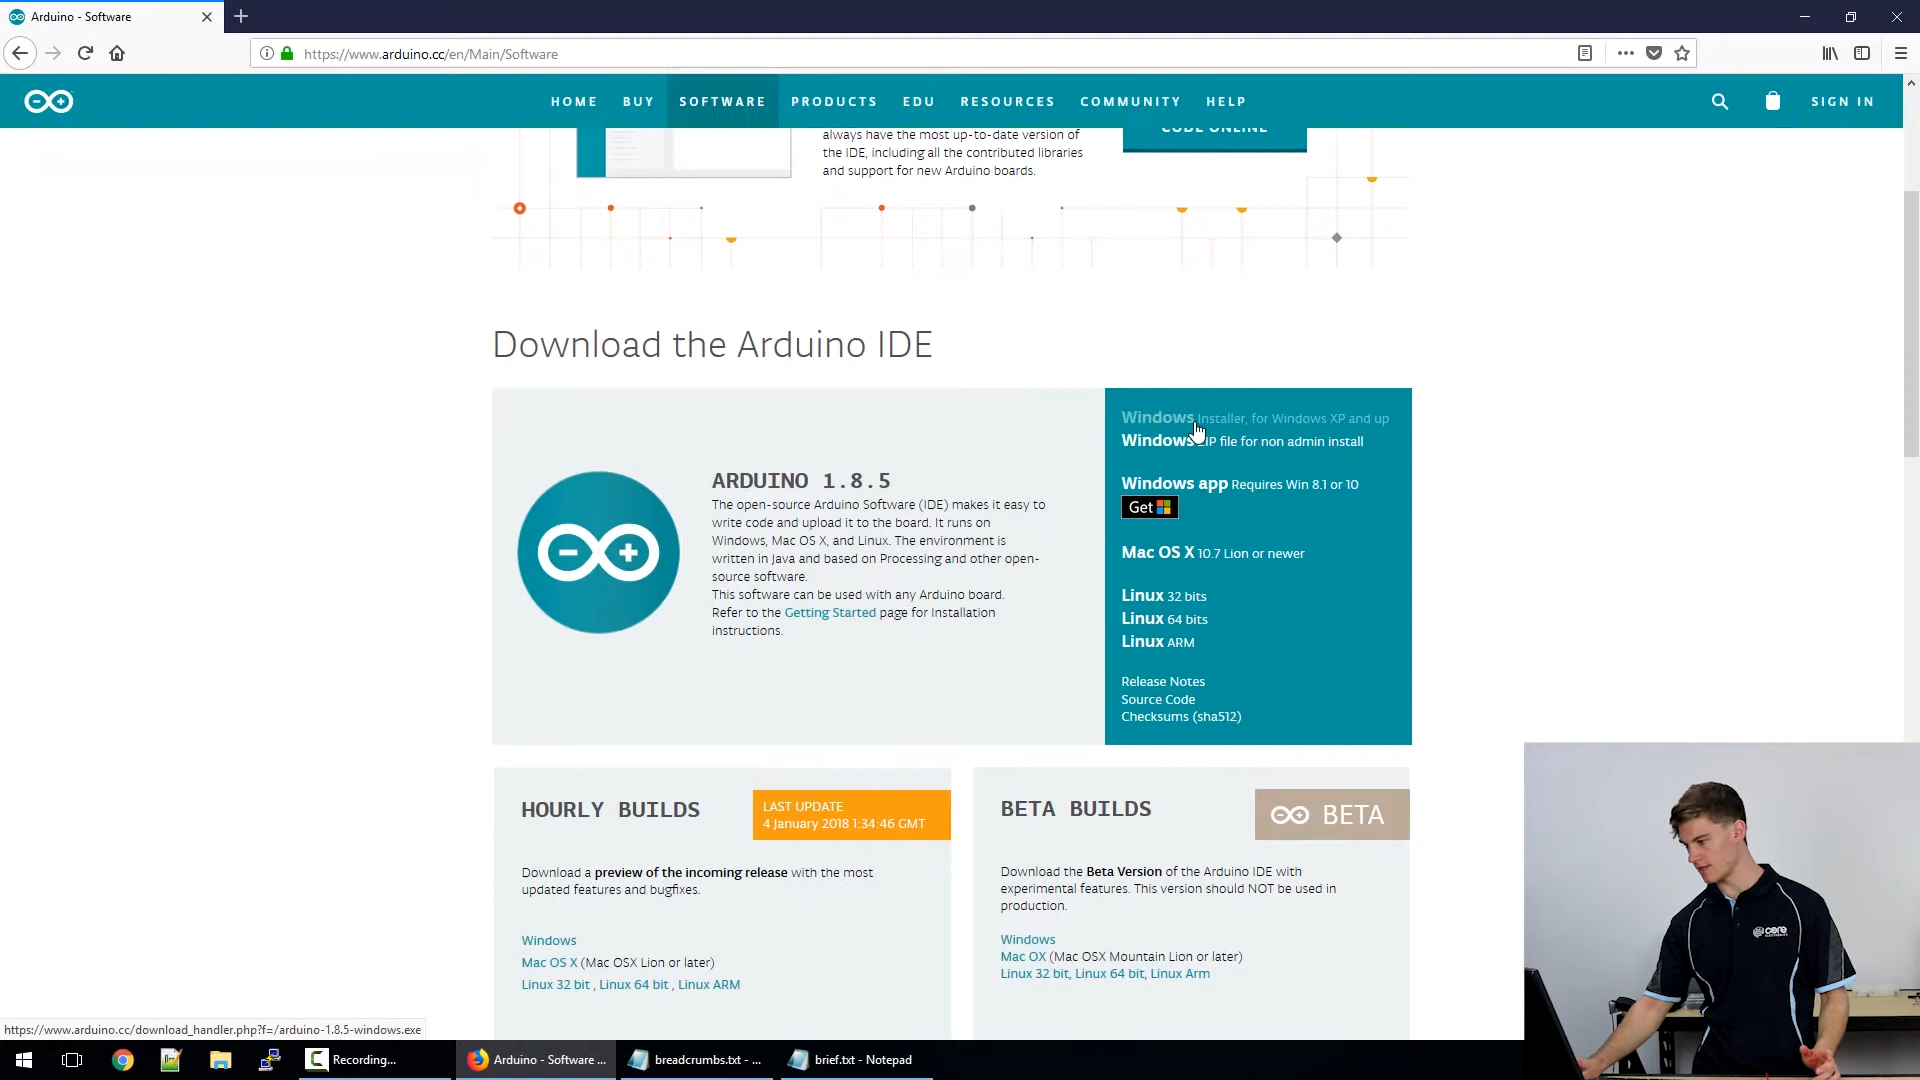 Arduino - Software
https://www.arduino.cc/en/Main/Software
HOME BUY SOFTWARE PRODUCTS EDU RESOURCES COMMUNITY HELP SIGN IN
always have the most up-to-date version of
the IDE, including all the contributed libraries
and support for new Arduino boards.
CODE ONLINE
Download the Arduino IDE
ARDUINO 1.8.5
The open-source Arduino Software (IDE) makes it easy to
write code and upload it to the board. It runs on
Windows, Mac OS X, and Linux. The environment is
written in Java and based on Processing and other open-
source software.
This software can be used with any Arduino board.
Refer to the Getting Started page for Installation
instructions.
Windows Installer, for Windows XP and up
Windows ZIP file for non admin install
Windows app Requires Win 8.1 or 10
Get
Mac OS X 10.7 Lion or newer
Linux 32 bits
Linux 64 bits
Linux ARM
Release Notes
Source Code
Checksums (sha512)
HOURLY BUILDS
LAST UPDATE
4 January 2018 1:34:46 GMT
Download a preview of the incoming release with the most
updated features and bugfixes.
Windows
Mac OS X (Mac OSX Lion or later)
Linux 32 bit , Linux 64 bit , Linux ARM
BETA BUILDS
BETA
Download the Beta Version of the Arduino IDE with
experimental features. This version should NOT be used in
production.
Windows
Mac OX (Mac OSX Mountain Lion or later)
Linux 32 bit, Linux 64 bit, Linux Arm
core
ELECTRONICS
https://www.arduino.cc/download_handler.php?f=/arduino-1.8.5-windows.exe
Recording...
Arduino - Software ...
breadcrumbs.txt - ...
brief.txt - Notepad